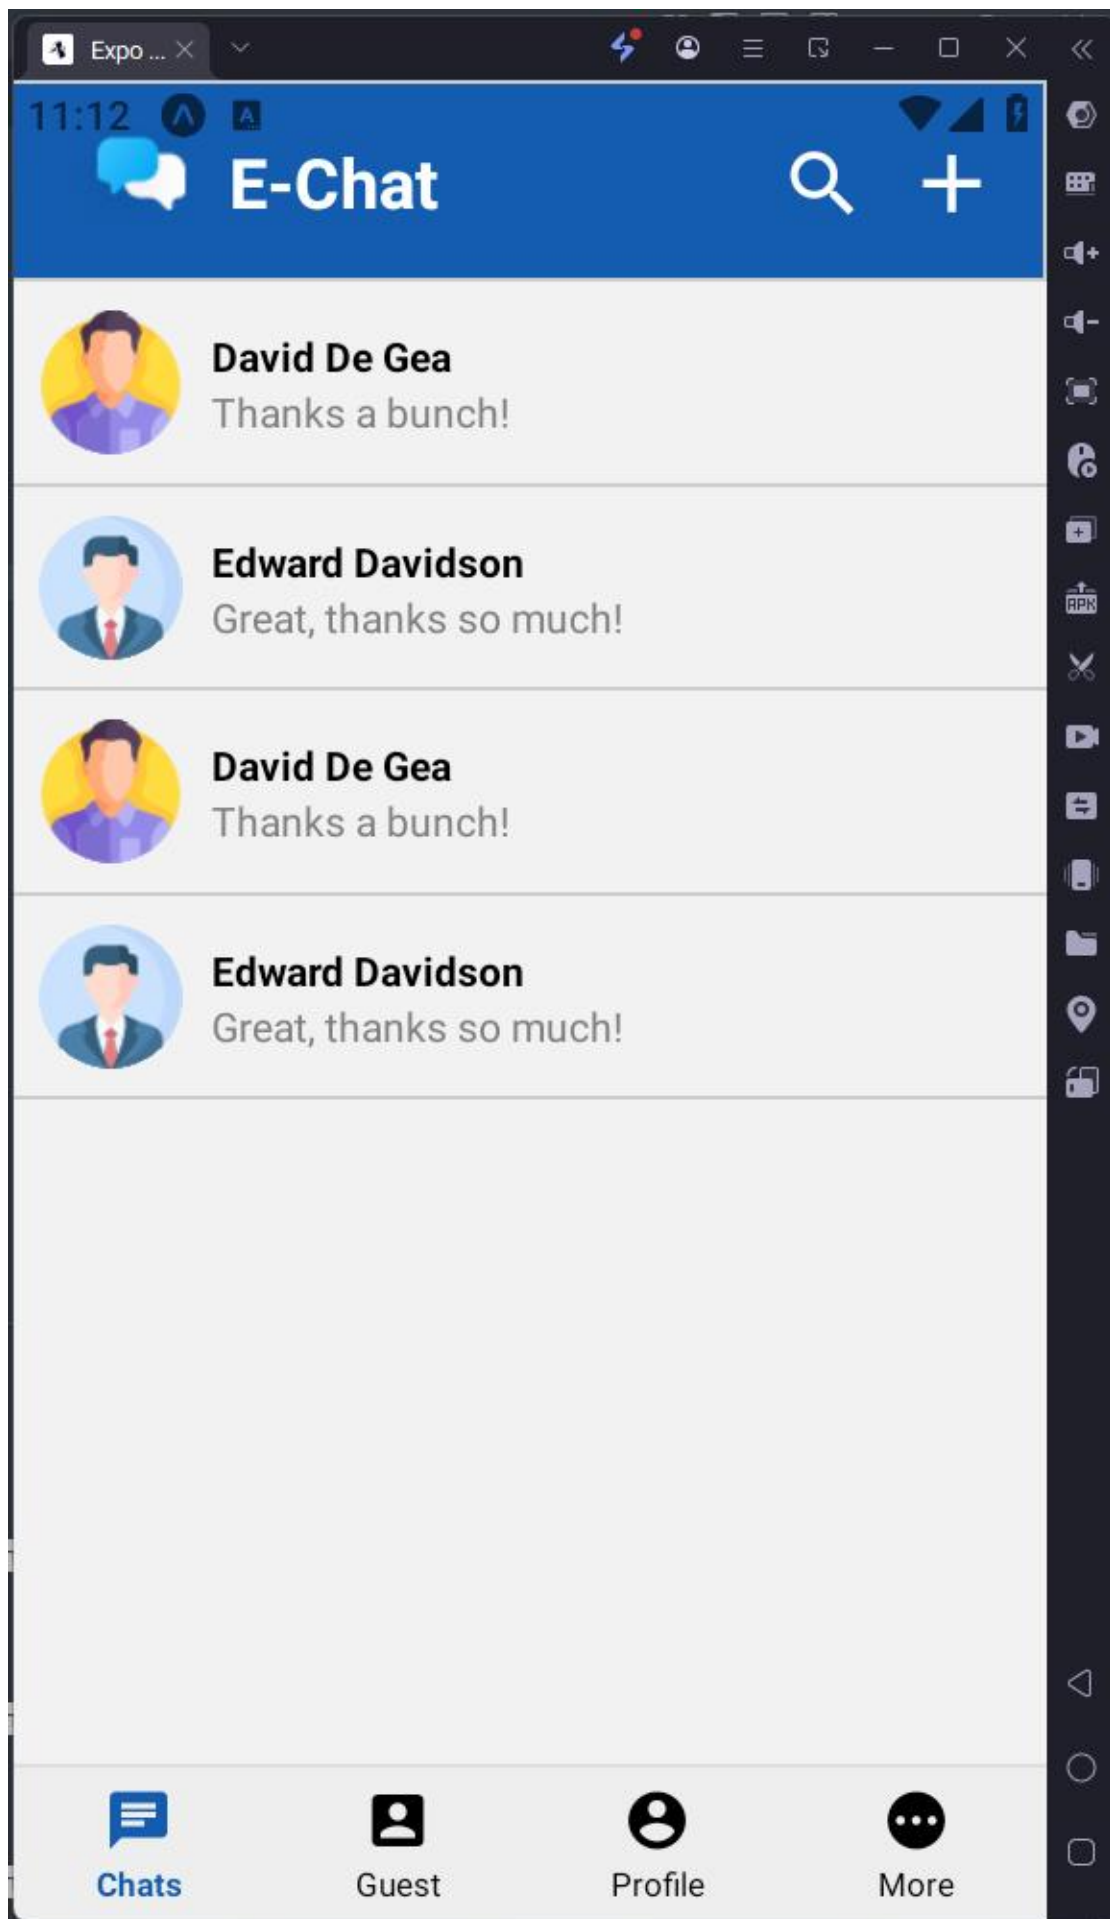 Expo ...
11:12
A
E-Chat
David De Gea
Thanks a bunch!
Edward Davidson
Great, thanks so much!
David De Gea
Thanks a bunch!
Edward Davidson
Great, thanks so much!
APK
Chats
Guest
Profile
More